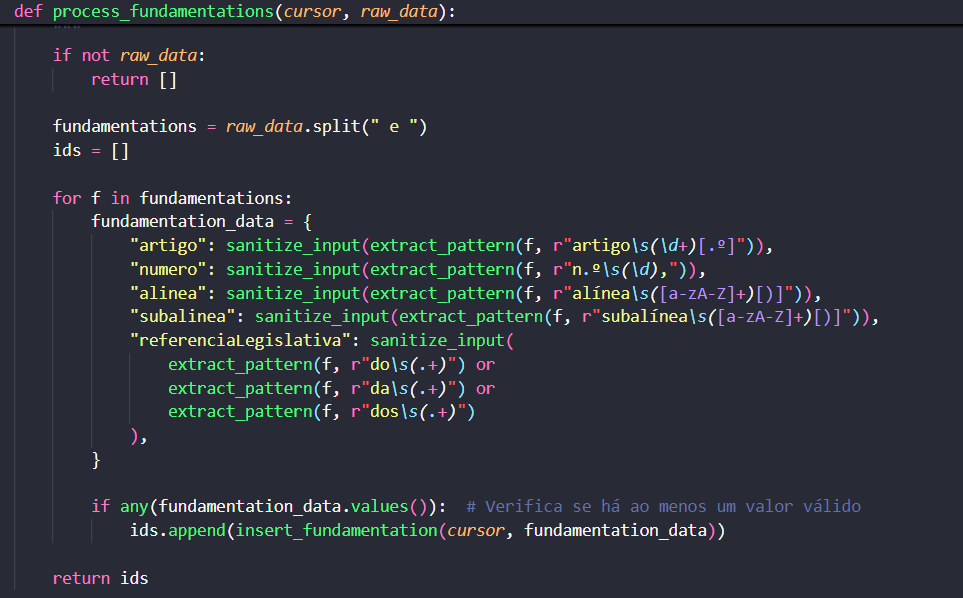 def process_fundamentations(cursor, raw_data):
"""
if not raw_data:
return []
fundamentations = raw_data.split(" e ")
ids = []
for f in fundamentations:
fundamentation_data = {
"artigo": sanitize_input(extract_pattern(f, r"artigo\s(\d+)[.º]")),
"numero": sanitize_input(extract_pattern(f, r"n.º\s(\d),")),
"alinea": sanitize_input(extract_pattern(f, r"alínea\s([a-zA-Z]+)[)]")),
"subalinea": sanitize_input(extract_pattern(f, r"subalínea\s([a-zA-Z]+)[)]")),
"referenciaLegislativa": sanitize_input(
extract_pattern(f, r"do\s(.+)") or
extract_pattern(f, r"da\s(.+)") or
extract_pattern(f, r"dos\s(.+)")
),
}
if any(fundamentation_data.values()):  # Verifica se há ao menos um valor válido
ids.append(insert_fundamentation(cursor, fundamentation_data))
return ids